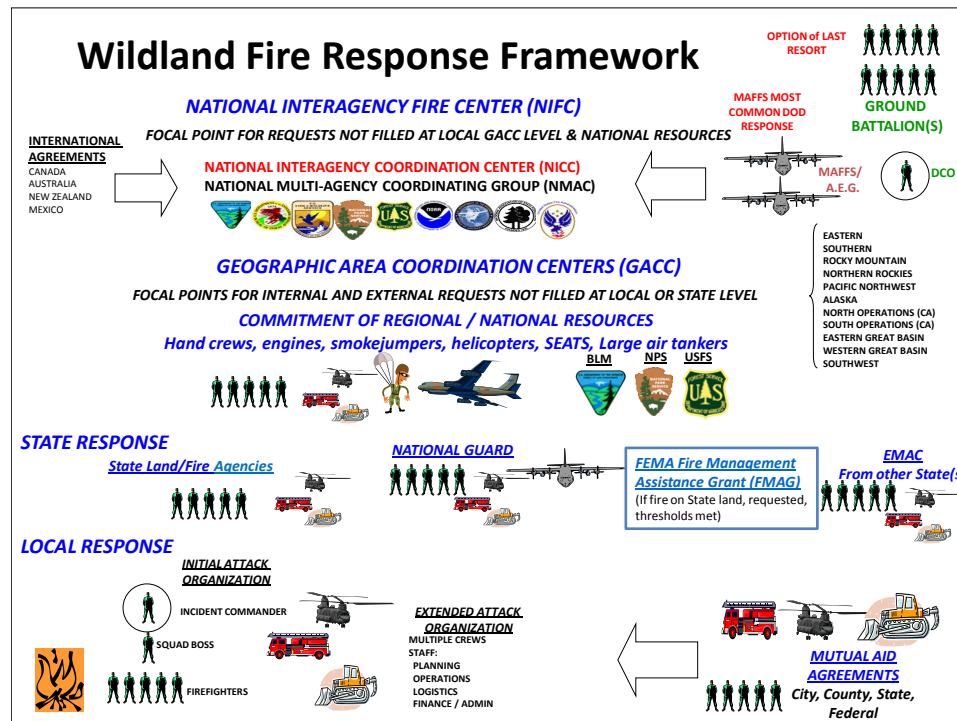 Wildland Fire Response Framework
OPTION of LAST
RESORT
NATIONAL INTERAGENCY FIRE CENTER (NIFC)
MAFFS MOST
COMMON DOD
RESPONSE
GROUND
BATTALION(S)
FOCAL POINT FOR REQUESTS NOT FILLED AT LOCAL GACC LEVEL & NATIONAL RESOURCES
INTERNATIONAL
AGREEMENTS
CANADA
AUSTRALIA
NEW ZEALAND
MEXICO
NATIONAL INTERAGENCY COORDINATION CENTER (NICC)
NATIONAL MULTI-AGENCY COORDINATING GROUP (NMAC)
MAFFS/
A.E.G.
DCO
GEOGRAPHIC AREA COORDINATION CENTERS (GACC)
FOCAL POINTS FOR INTERNAL AND EXTERNAL REQUESTS NOT FILLED AT LOCAL OR STATE LEVEL
COMMITMENT OF REGIONAL / NATIONAL RESOURCES
Hand crews, engines, smokejumpers, helicopters, SEATS, Large air tankers
EASTERN
SOUTHERN
ROCKY MOUNTAIN
NORTHERN ROCKIES
PACIFIC NORTHWEST
ALASKA
NORTH OPERATIONS (CA)
SOUTH OPERATIONS (CA)
EASTERN GREAT BASIN
WESTERN GREAT BASIN
SOUTHWEST
BLM
NPS
USFS
STATE RESPONSE
State Land/Fire Agencies
NATIONAL GUARD
FEMA Fire Management
Assistance Grant (FMAG)
(If fire on State land, requested,
thresholds met)
EMAC
From other State(s
LOCAL RESPONSE
INITIAL ATTACK
ORGANIZATION
INCIDENT COMMANDER
SQUAD BOSS
FIREFIGHTERS
EXTENDED ATTACK
ORGANIZATION
MULTIPLE CREWS
STAFF:
PLANNING
OPERATIONS
LOGISTICS
FINANCE / ADMIN
MUTUAL AID
AGREEMENTS
City, County, State,
Federal